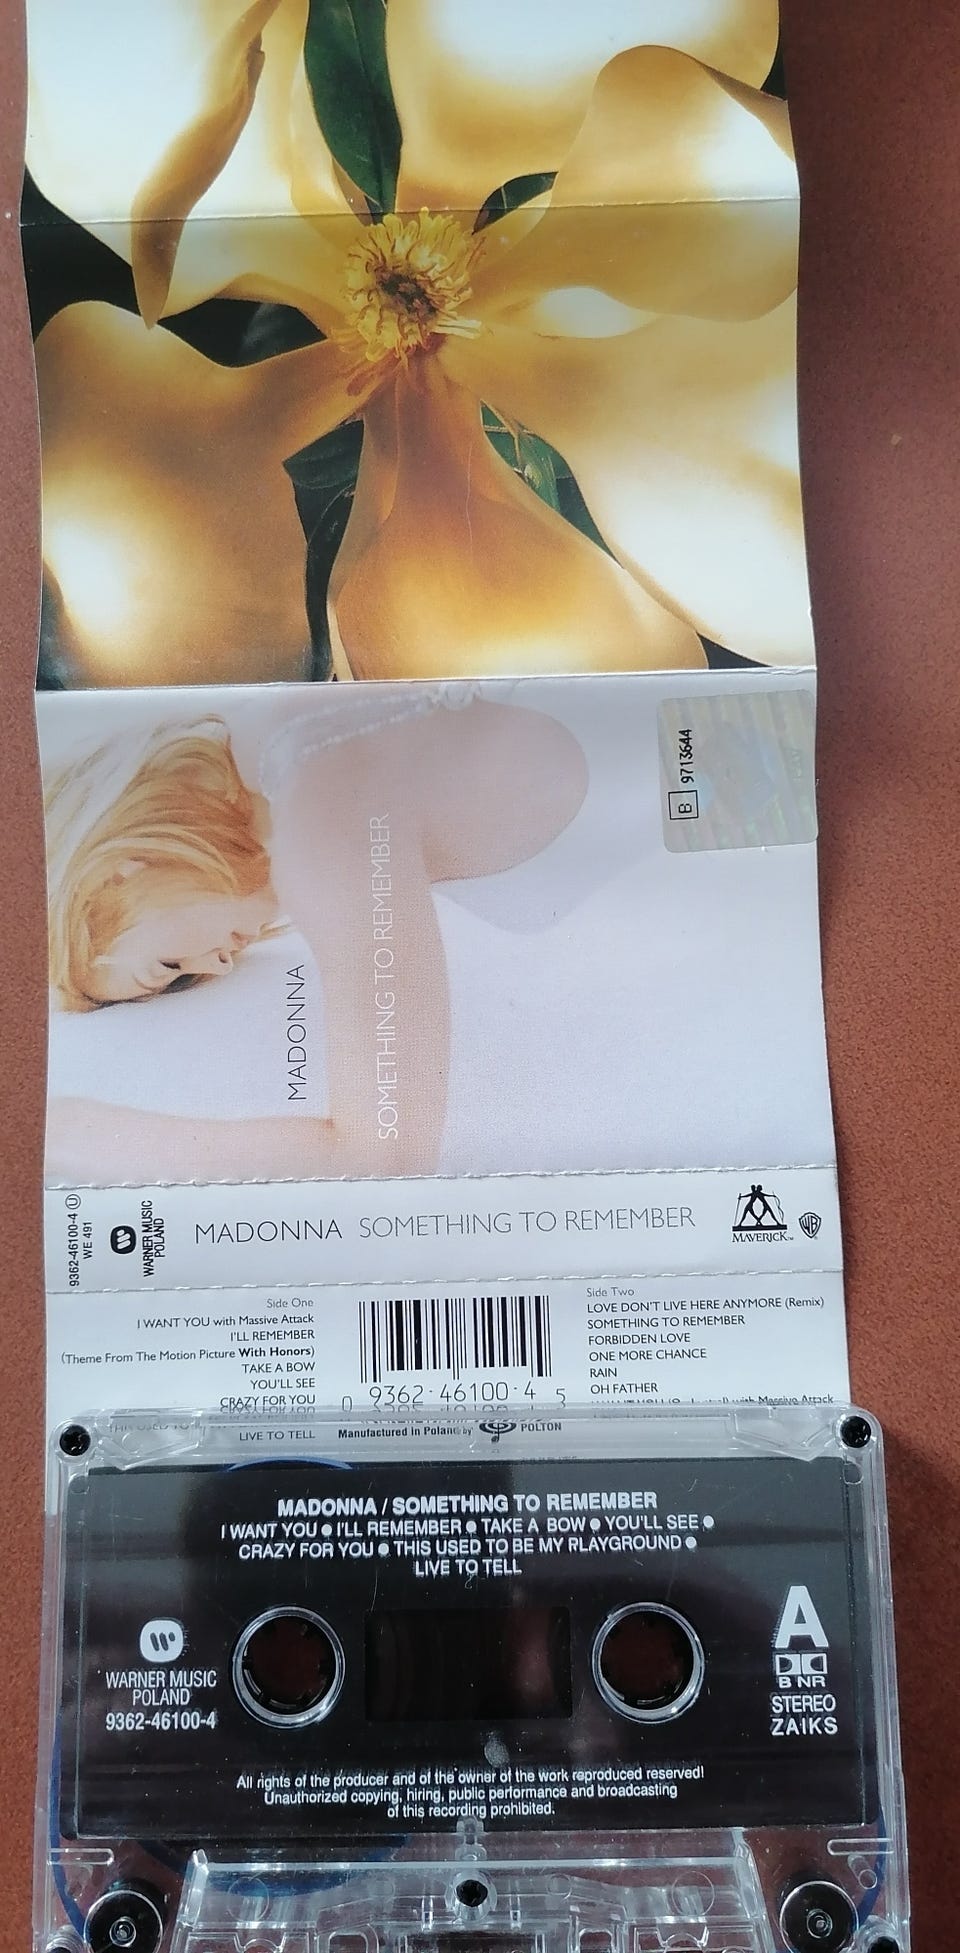 B 9713644
MADONNA
SOMETHING TO REMEMBER
9362-46100-4 U
WE 491
WARNER MUSIC
POLAND
MADONNA SOMETHING TO REMEMBER
MAVERICK™
WB
Side One
I WANT YOU with Massive Attack
I'LL REMEMBER
(Theme From The Motion Picture With Honors)
TAKE A BOW
YOU'LL SEE
CRAZY FOR YOU
LIVE TO TELL
0 9362-46100-4 5
Manufactured in Poland by POLTON
Side Two
LOVE DON'T LIVE HERE ANYMORE (Remix)
SOMETHING TO REMEMBER
FORBIDDEN LOVE
ONE MORE CHANCE
RAIN
OH FATHER
with Massive Attack
MADONNA / SOMETHING TO REMEMBER
I WANT YOU ● I'LL REMEMBER ● TAKE A BOW ● YOU'LL SEE ●
CRAZY FOR YOU ● THIS USED TO BE MY PLAYGROUND ●
LIVE TO TELL
WARNER MUSIC
POLAND
9362-46100-4
A
B NR
STEREO
ZAIKS
All rights of the producer and of the owner of the work reproduced reserved!
Unauthorized copying, hiring, public performance and broadcasting
of this recording prohibited.